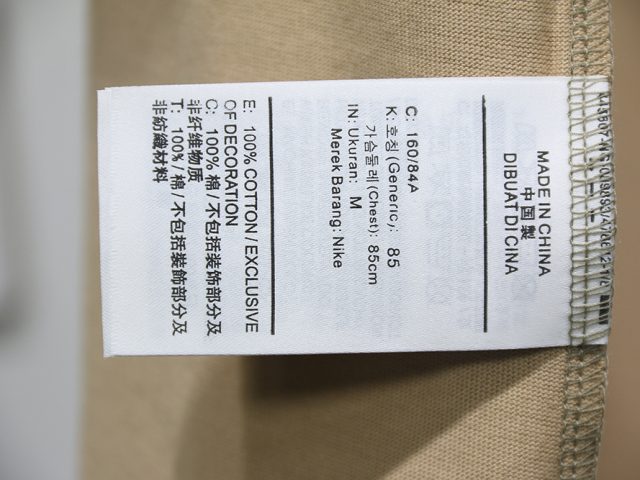 MADE IN CHINA
中国製
DIBUAT DI CINA
C: 160/84A
K: 호칭 (Generic): 85
가슴둘레 (Chest): 85cm
IN: Ukuran: M
Merek Barang: Nike
E: 100% COTTON / EXCLUSIVE
OF DECORATION
C: 100% 棉 / 不包括装饰部分及
非纤维物质
T: 100% / 棉 / 不包括裝飾部分及
非紡織材料